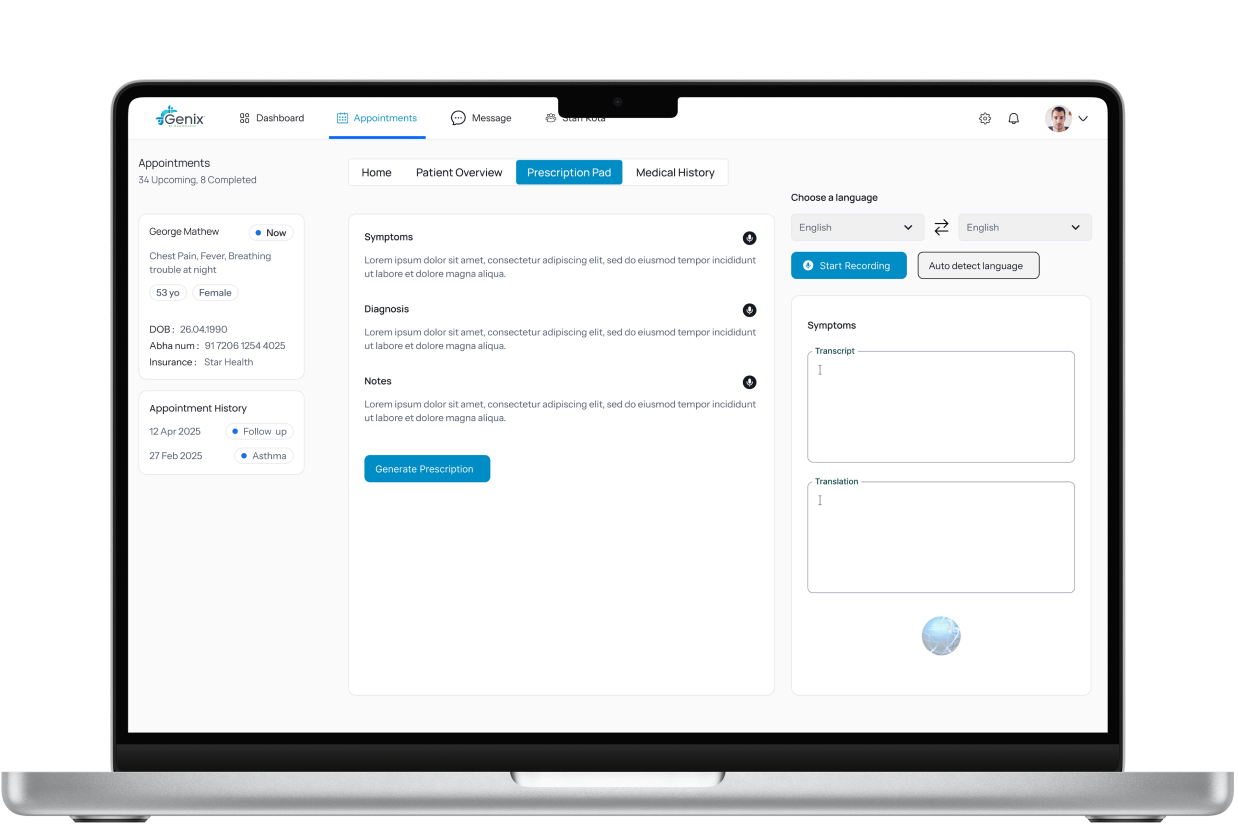 Genix
Dashboard
Appointments
Message
Appointments
34 Upcoming, 8 Completed
Home
Patient Overview
Prescription Pad
Medical History
Choose a language
English
English
Start Recording
Auto detect language
George Mathew
Now
Chest Pain, Fever, Breathing
trouble at night
53 yo
Female
DOB : 26.04.1990
Abha num : 91 7206 1254 4025
Insurance : Star Health
Appointment History
12 Apr 2025
Follow up
27 Feb 2025
Asthma
Symptoms
Lorem ipsum dolor sit amet, consectetur adipiscing elit, sed do eiusmod tempor incididunt
ut labore et dolore magna aliqua.
Diagnosis
Lorem ipsum dolor sit amet, consectetur adipiscing elit, sed do eiusmod tempor incididunt
ut labore et dolore magna aliqua.
Notes
Lorem ipsum dolor sit amet, consectetur adipiscing elit, sed do eiusmod tempor incididunt
ut labore et dolore magna aliqua.
Generate Prescription
Symptoms
Transcript
Translation